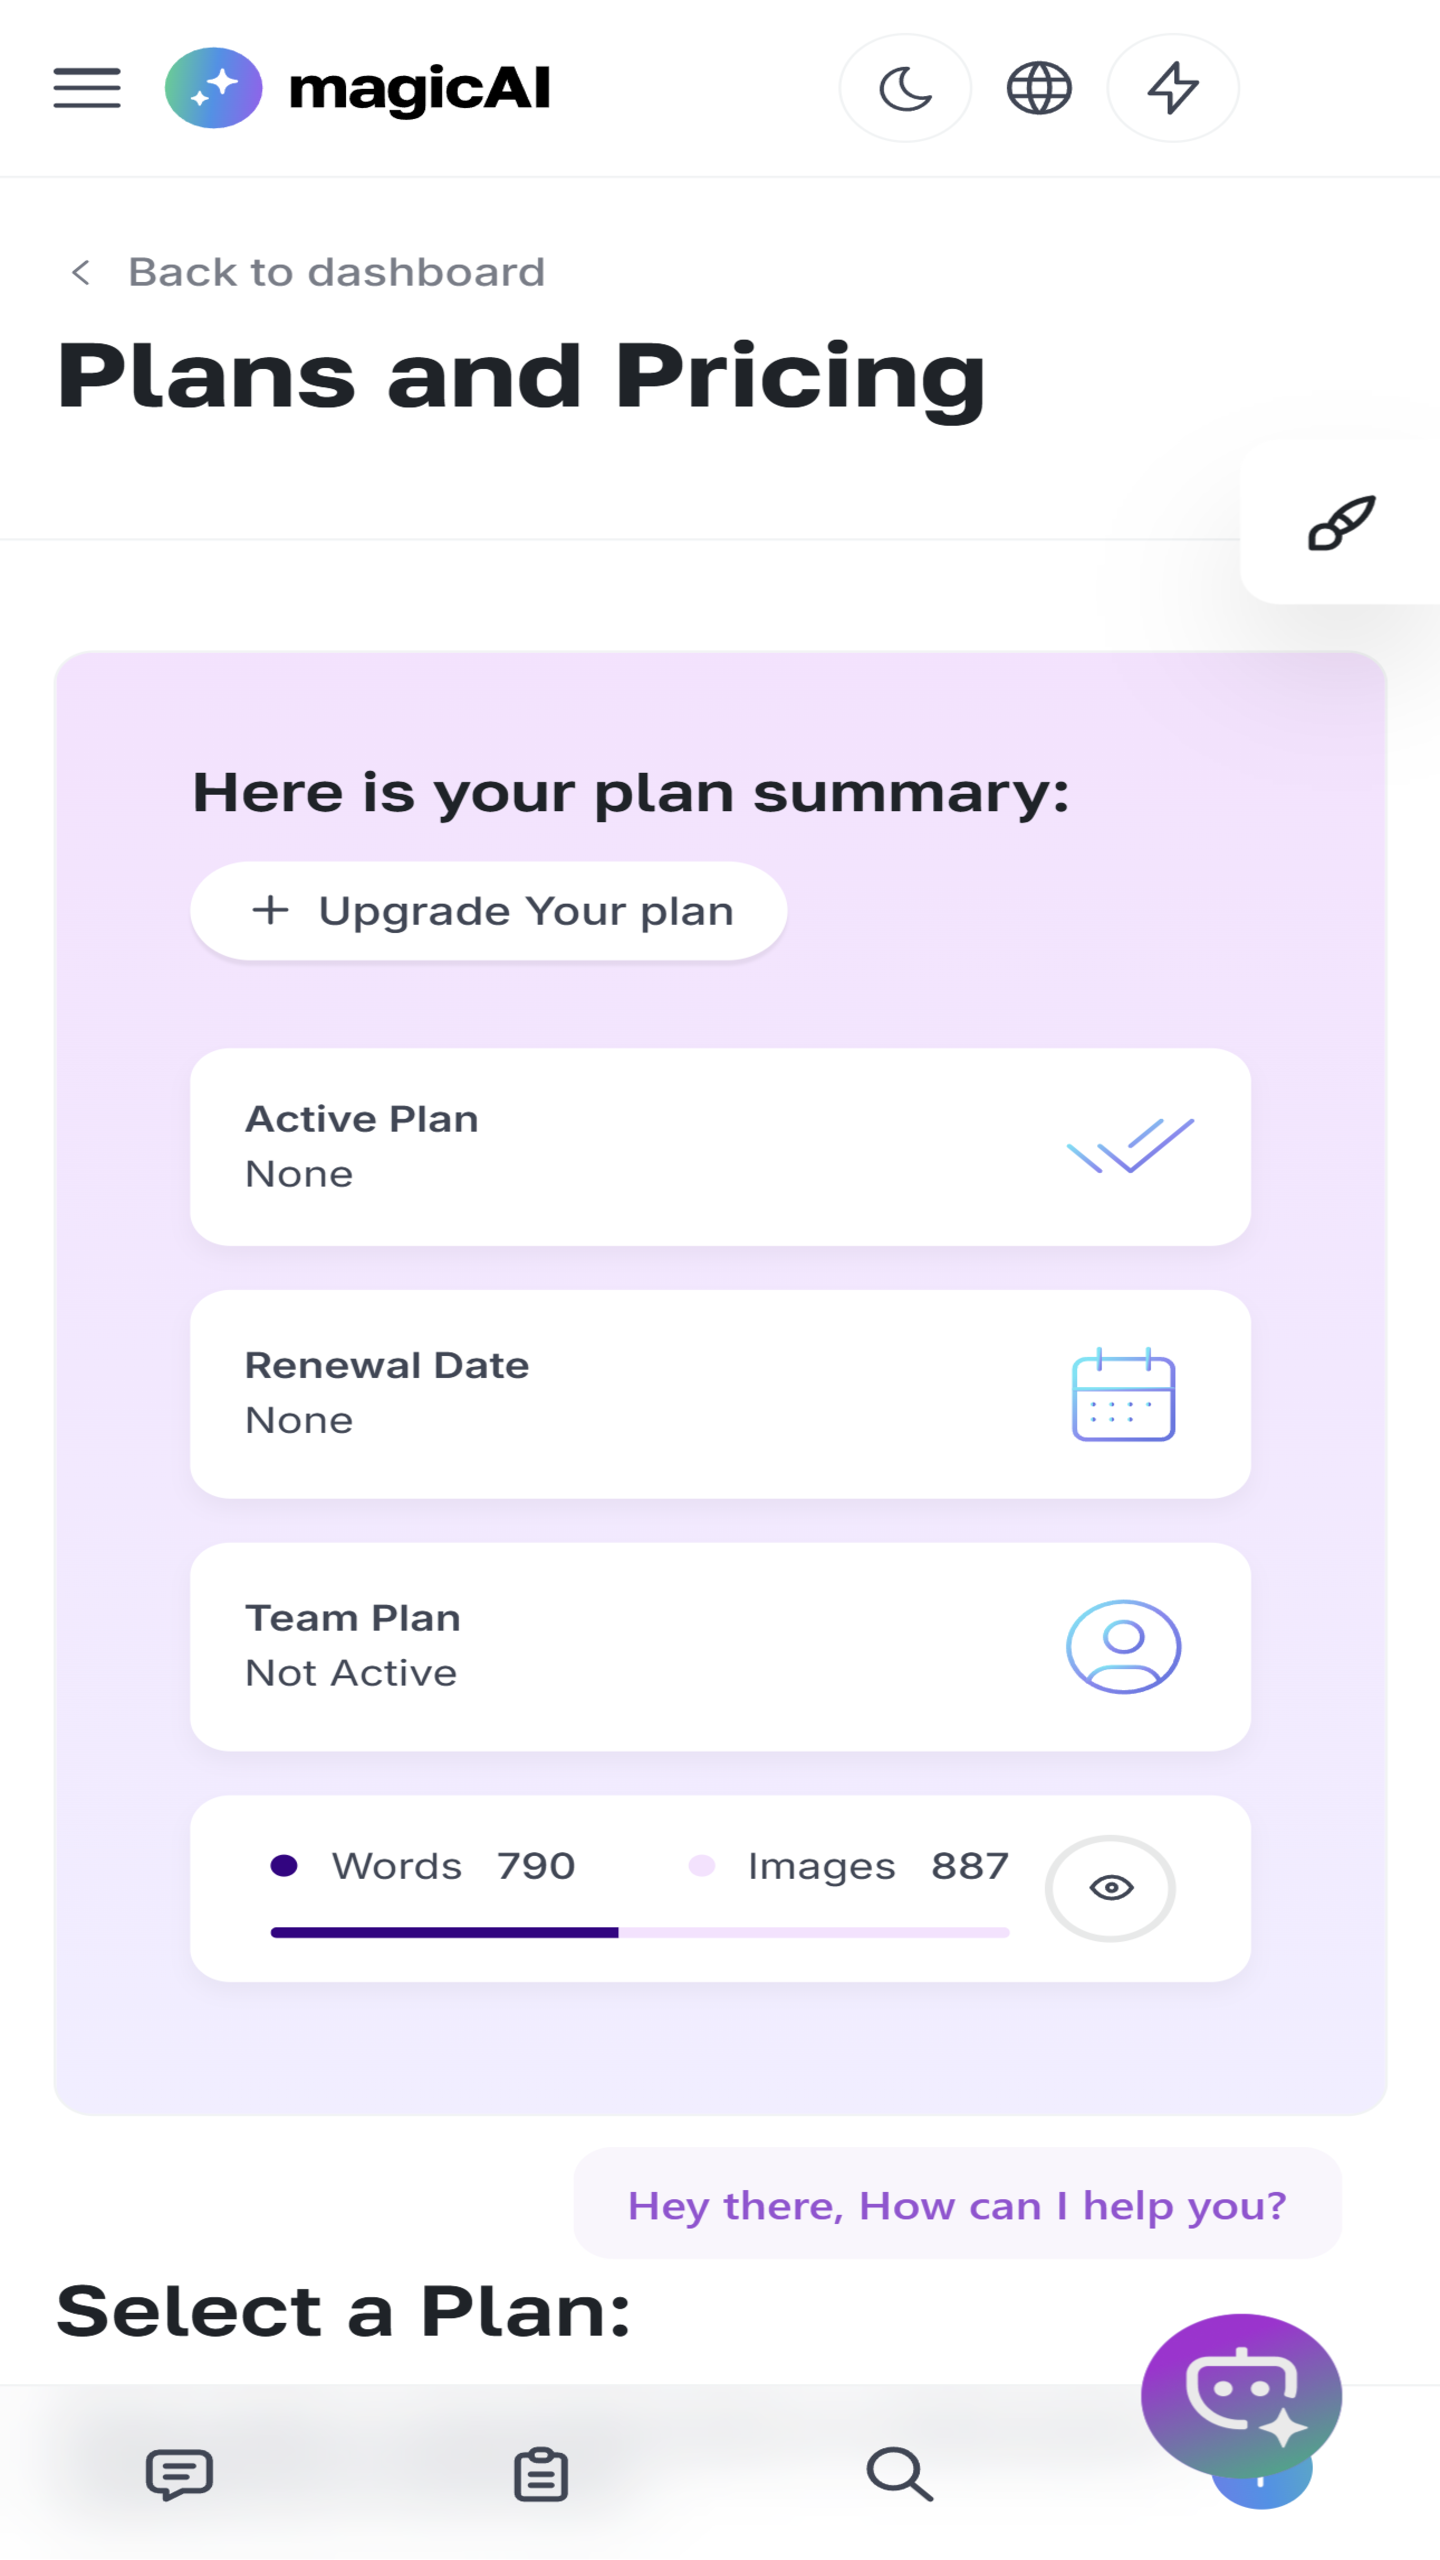 magicAI
Back to dashboard
Plans and Pricing
Here is your plan summary:
Upgrade Your plan
Active Plan
None
Renewal Date
None
Team Plan
Not Active
Words 790 Images 887
Hey there, How can I help you?
Select a Plan: